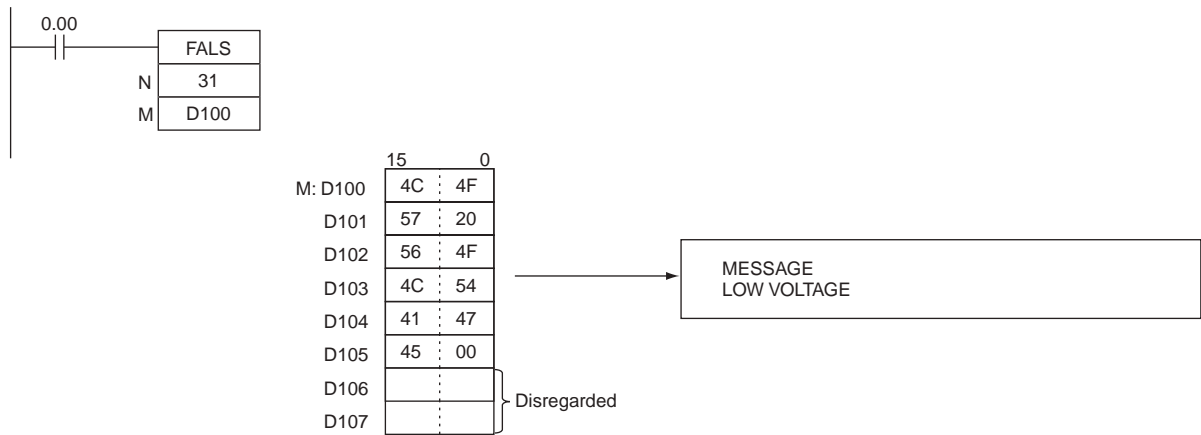 0.00
FALS
N 31
M D100
15 0
M: D100 4C 4F
D101 57 20
D102 56 4F
D103 4C 54
D104 41 47
D105 45 00
D106
D107
Disregarded
MESSAGE
LOW VOLTAGE